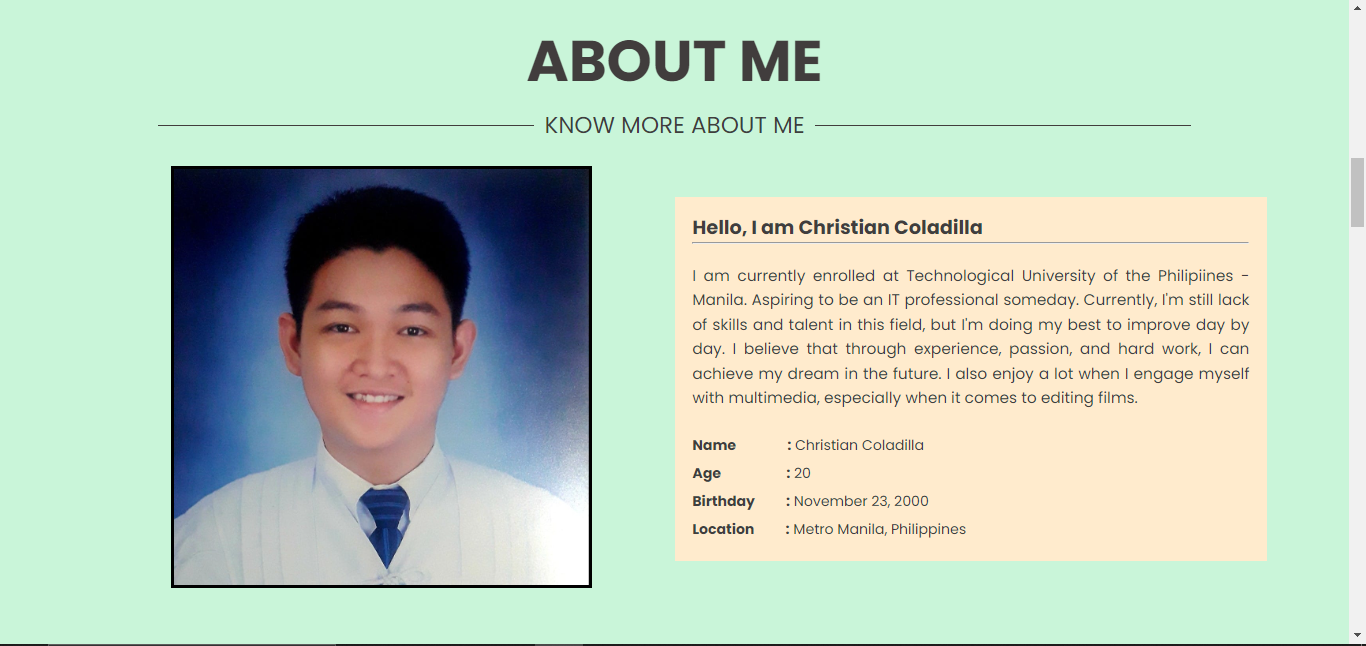 ABOUT ME
KNOW MORE ABOUT ME
Hello, I am Christian Coladilla
I am currently enrolled at Technological University of the Philipiines -
Manila. Aspiring to be an IT professional someday. Currently, I'm still lack
of skills and talent in this field, but I'm doing my best to improve day by
day. I believe that through experience, passion, and hard work, I can
achieve my dream in the future. I also enjoy a lot when I engage myself
with multimedia, especially when it comes to editing films.
Name : Christian Coladilla
Age : 20
Birthday : November 23, 2000
Location : Metro Manila, Philippines